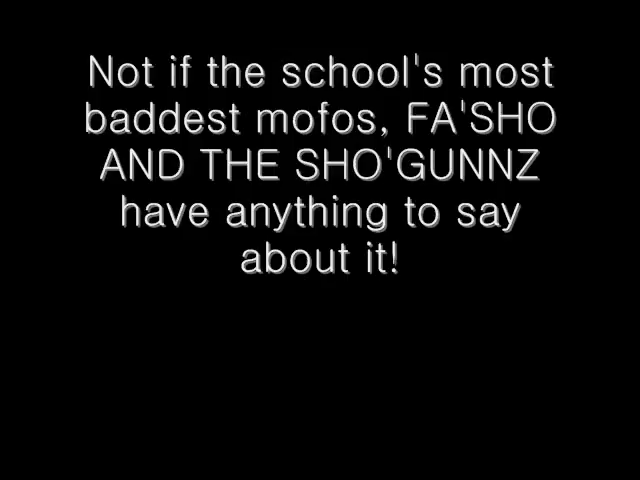 Not if the school's most
baddest mofos, FA'SHO
AND THE SHO'GUNNZ
have anything to say
about it!